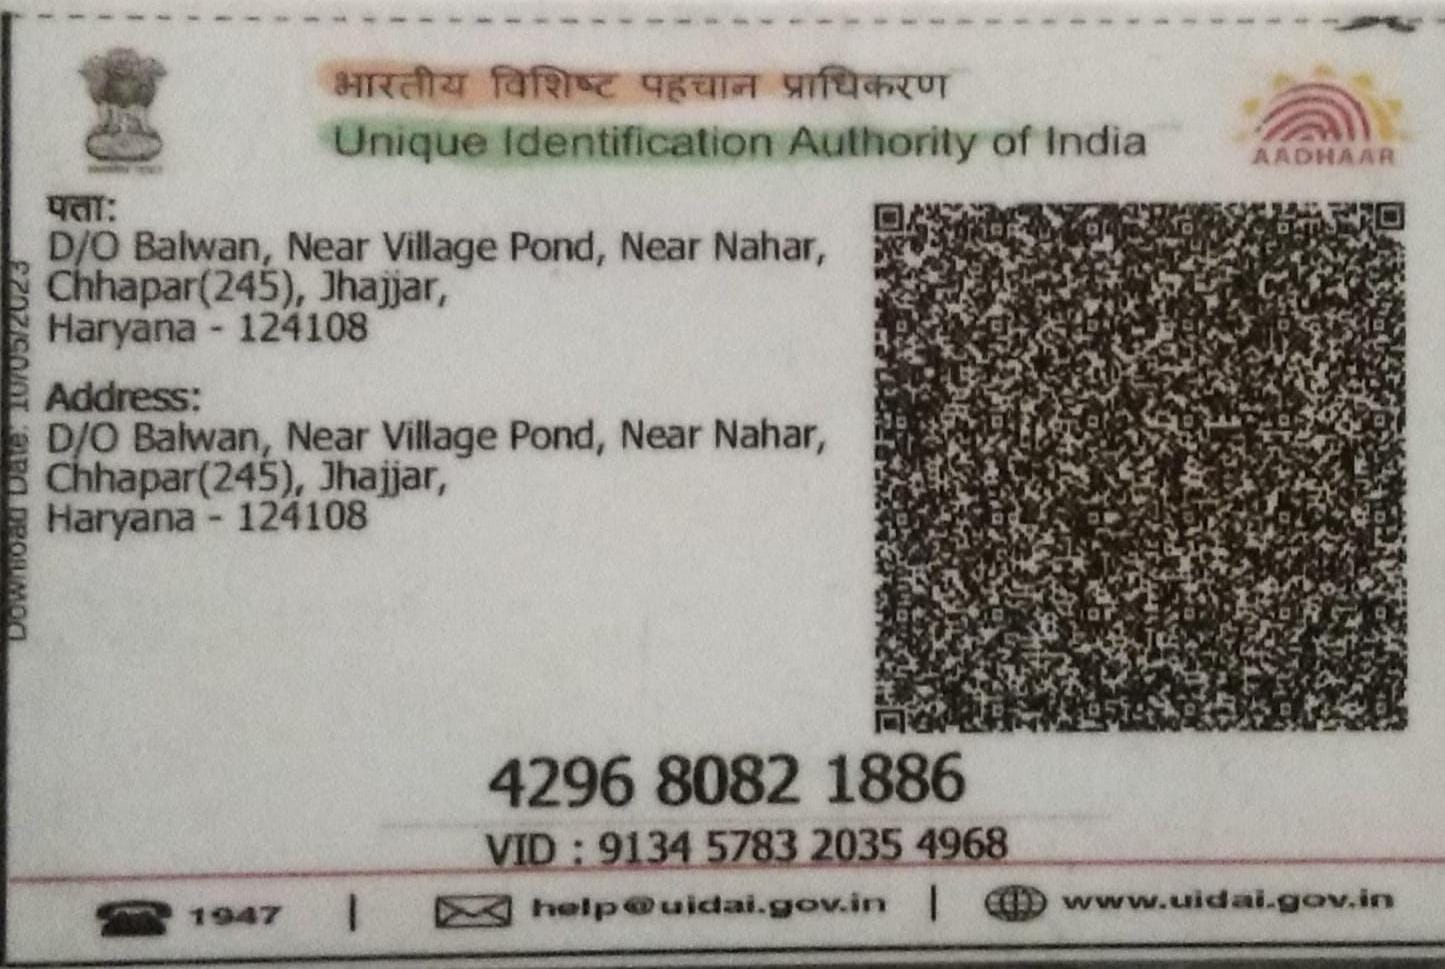 भारतीय विशिष्ट पहचान प्राधिकरण
Unique Identification Authority of India
AADHAAR
पता:
D/O Balwan, Near Village Pond, Near Nahar,
Chhapar(245), Jhajjar,
Haryana - 124108
Address:
D/O Balwan, Near Village Pond, Near Nahar,
Chhapar(245), Jhajjar,
Haryana - 124108
Download Date: 10/05/2023
4296 8082 1886
VID : 9134 5783 2035 4968
1947 | help@uidai.gov.in | www.uidai.gov.in